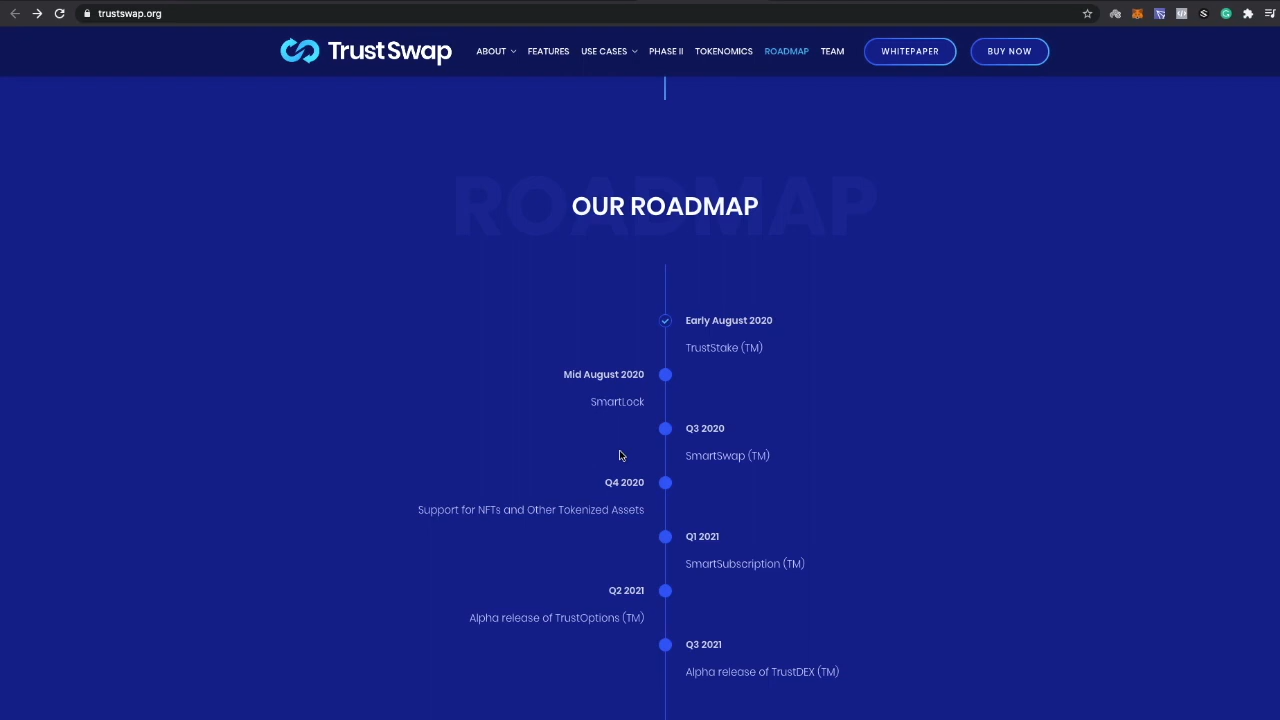 trustswap.org
TrustSwap ABOUT FEATURES USE CASES PHASE II TOKENOMICS ROADMAP TEAM WHITEPAPER BUY NOW
ROADMAP
OUR ROADMAP
Early August 2020
TrustStake (TM)
Mid August 2020
SmartLock
Q3 2020
SmartSwap (TM)
Q4 2020
Support for NFTs and Other Tokenized Assets
Q1 2021
SmartSubscription (TM)
Q2 2021
Alpha release of TrustOptions (TM)
Q3 2021
Alpha release of TrustDEX (TM)